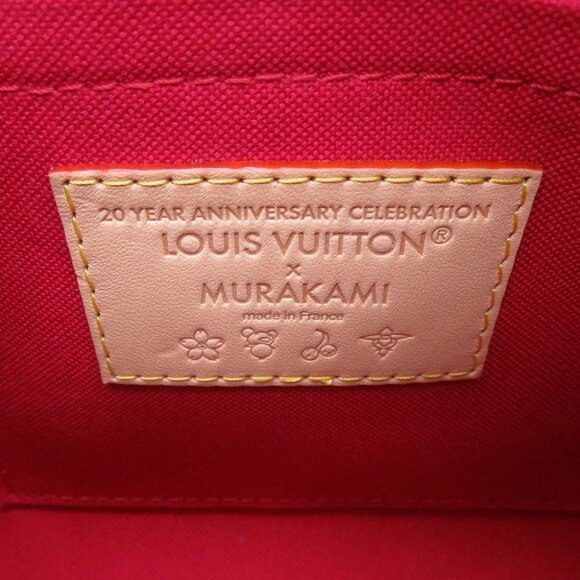 20 YEAR ANNIVERSARY CELEBRATION
LOUIS VUITTON®
×
MURAKAMI
made in France